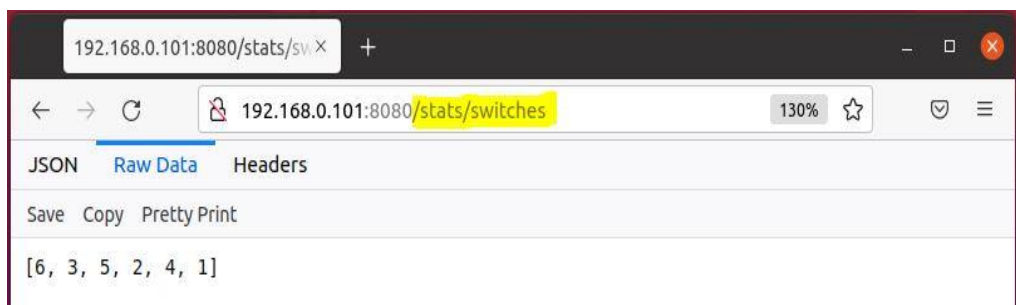 192.168.0.101:8080/stats/sw
192.168.0.101:8080/stats/switches 130%
JSON Raw Data Headers
Save Copy Pretty Print
[6, 3, 5, 2, 4, 1]